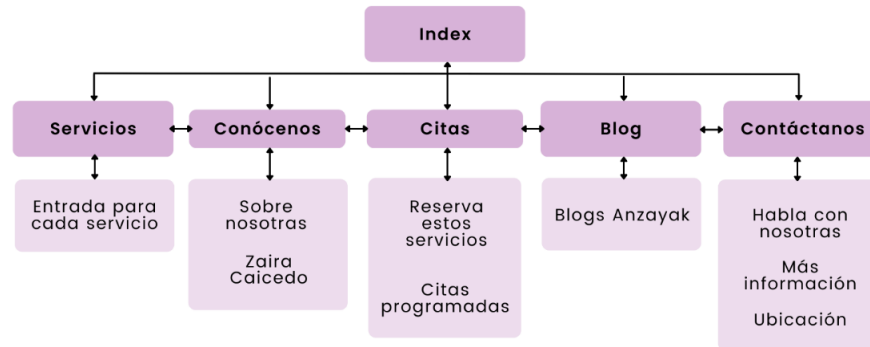 Index
Servicios
Conócenos
Citas
Blog
Contáctanos
Entrada para
cada servicio
Sobre
nosotras
Zaira
Caicedo
Reserva
estos
servicios
Citas
programadas
Blogs Anzayak
Habla con
nosotras
Más
información
Ubicación